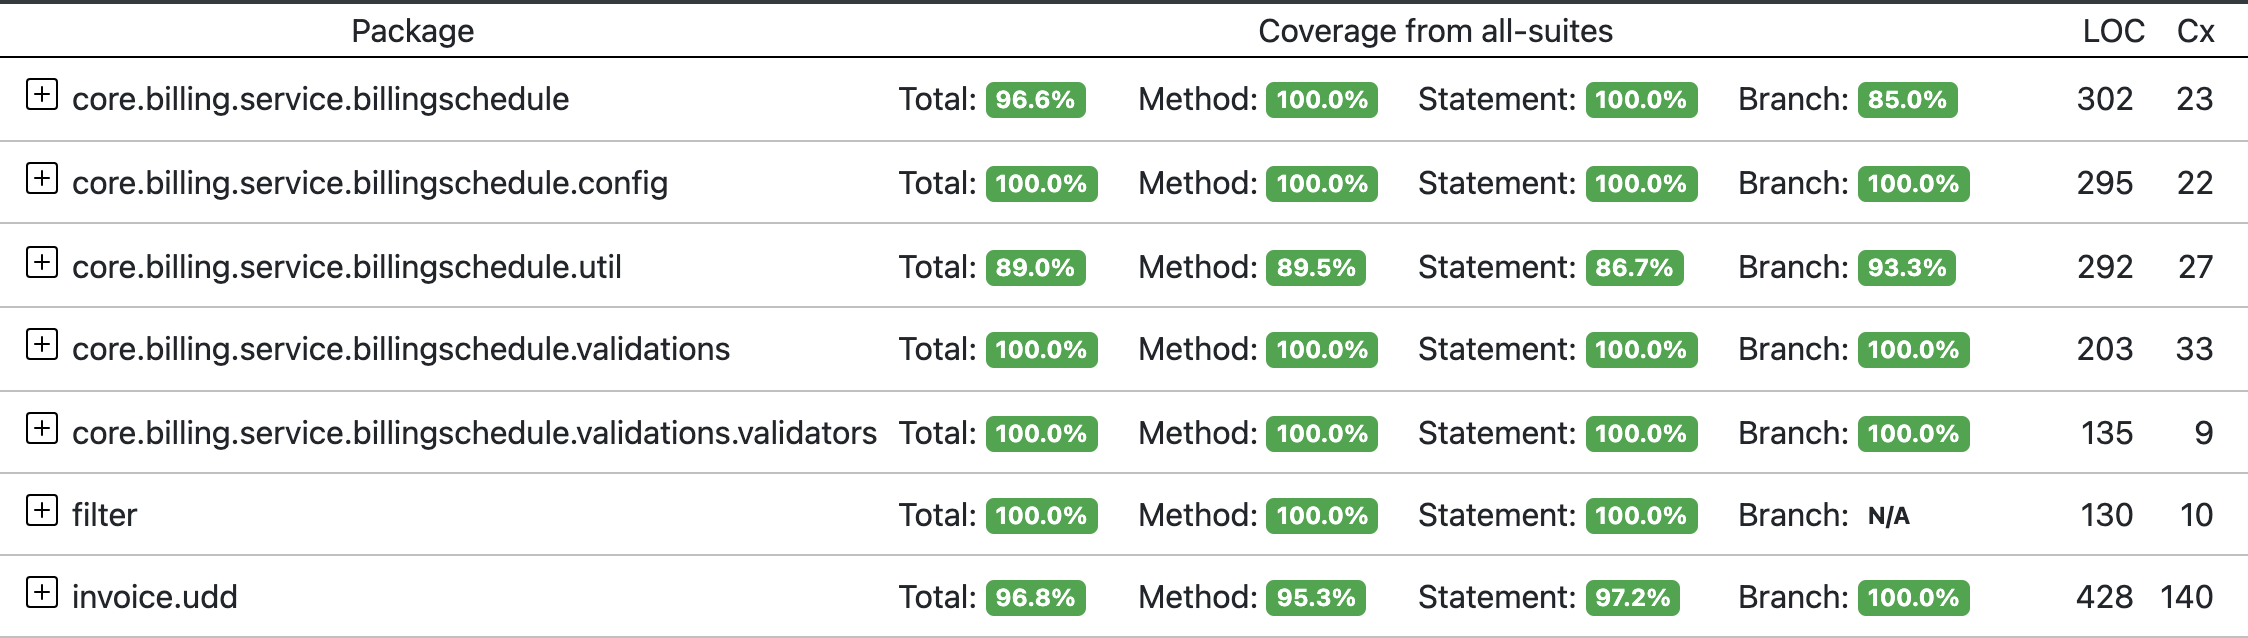 Package Coverage from all-suites LOC Cx
core.billing.service.billingschedule Total: 96.6% Method: 100.0% Statement: 100.0% Branch: 85.0% 302 23
core.billing.service.billingschedule.config Total: 100.0% Method: 100.0% Statement: 100.0% Branch: 100.0% 295 22
core.billing.service.billingschedule.util Total: 89.0% Method: 89.5% Statement: 86.7% Branch: 93.3% 292 27
core.billing.service.billingschedule.validations Total: 100.0% Method: 100.0% Statement: 100.0% Branch: 100.0% 203 33
core.billing.service.billingschedule.validations.validators Total: 100.0% Method: 100.0% Statement: 100.0% Branch: 100.0% 135 9
filter Total: 100.0% Method: 100.0% Statement: 100.0% Branch: N/A 130 10
invoice.udd Total: 96.8% Method: 95.3% Statement: 97.2% Branch: 100.0% 428 140